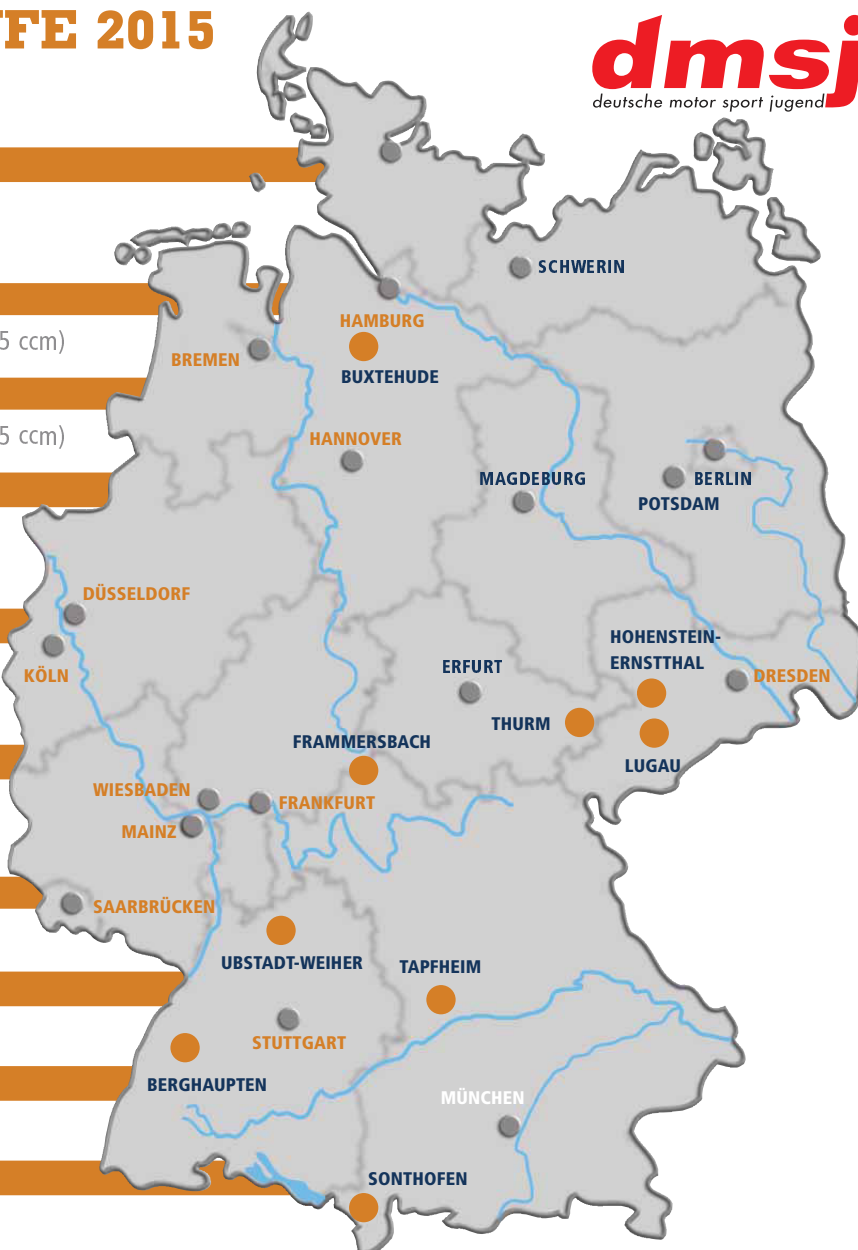 2015
dmsj
deutsche motor sport jugend
SCHWERIN
HAMBURG
5 ccm)
BREMEN
BUXTEHUDE
5 ccm)
HANNOVER
MAGDEBURG
BERLIN
POTSDAM
DÜSSELDORF
HOHENSTEIN-
ERNSTTHAL
KÖLN
ERFURT
DRESDEN
THURM
FRAMMERSBACH
LUGAU
WIESBADEN
FRANKFURT
MAINZ
SAARBRÜCKEN
UBSTADT-WEIHER
TAPFHEIM
STUTTGART
BERGHAUPTEN
MÜNCHEN
SONTHOFEN